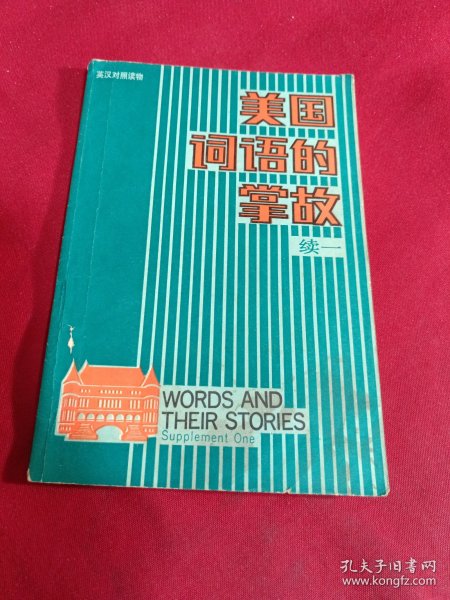 英汉对照读物
美国
词语的
掌故
续一
WORDS AND
THEIR STORIES
Supplement One
孔夫子旧书网
www.kongfz.com